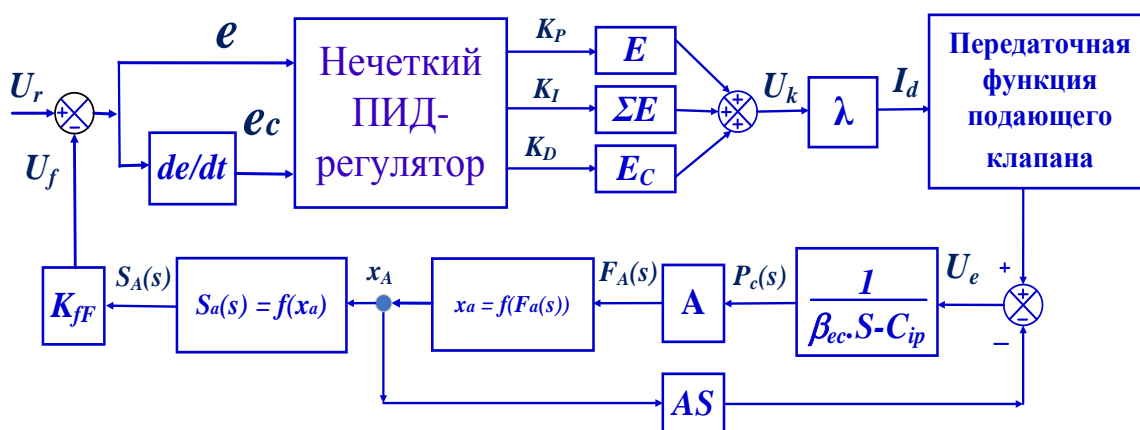 U_r
+
−
U_f
e
e_c
de/dt
Нечеткий
ПИД-
регулятор
K_P
K_I
K_D
E
ΣE
E_C
+
+
+
U_k
λ
I_d
Передаточная
функция
подающего
клапана
+
+
−
−
U_e
1
β_ec.S-C_ip
P_c(s)
A
F_A(s)
x_a = f(F_a(s))
x_A
S_a(s) = f(x_a)
S_A(s)
K_fF
AS